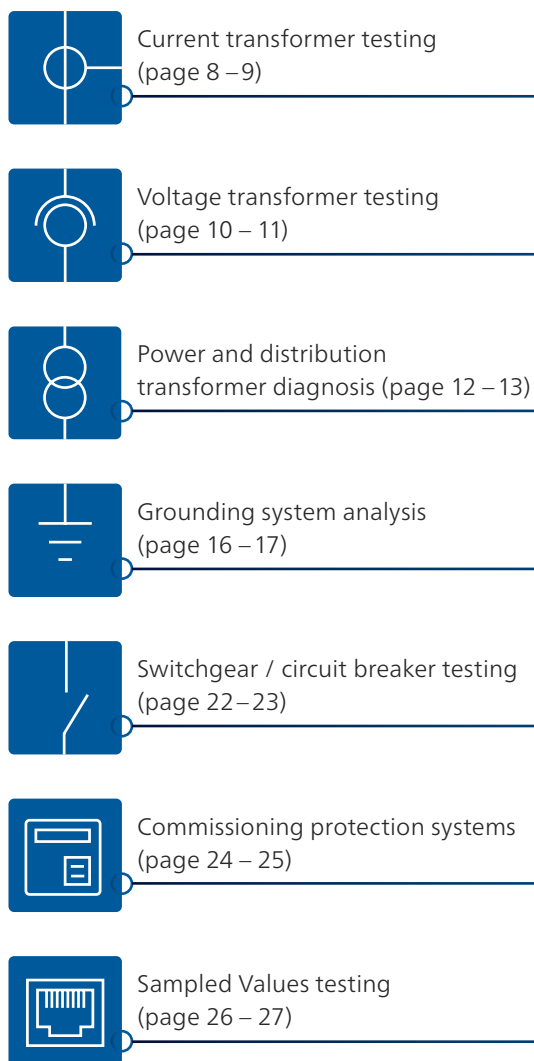 Current transformer testing
(page 8 – 9)
Voltage transformer testing
(page 10 – 11)
Power and distribution
transformer diagnosis (page 12 – 13)
Grounding system analysis
(page 16 – 17)
Switchgear / circuit breaker testing
(page 22 – 23)
Commissioning protection systems
(page 24 – 25)
Sampled Values testing
(page 26 – 27)